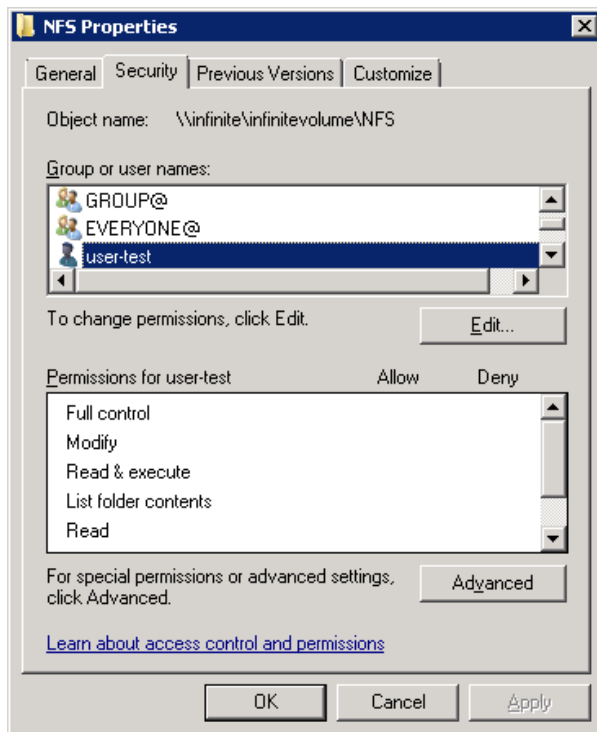 NFS Properties
General Security Previous Versions Customize
Object name: \\infinite\infinitevolume\NFS
Group or user names:
GROUP@
EVERYONE@
user-test
To change permissions, click Edit.
Edit...
Permissions for user-test Allow Deny
Full control
Modify
Read & execute
List folder contents
Read
For special permissions or advanced settings,
click Advanced.
Advanced
Learn about access control and permissions
OK Cancel Apply